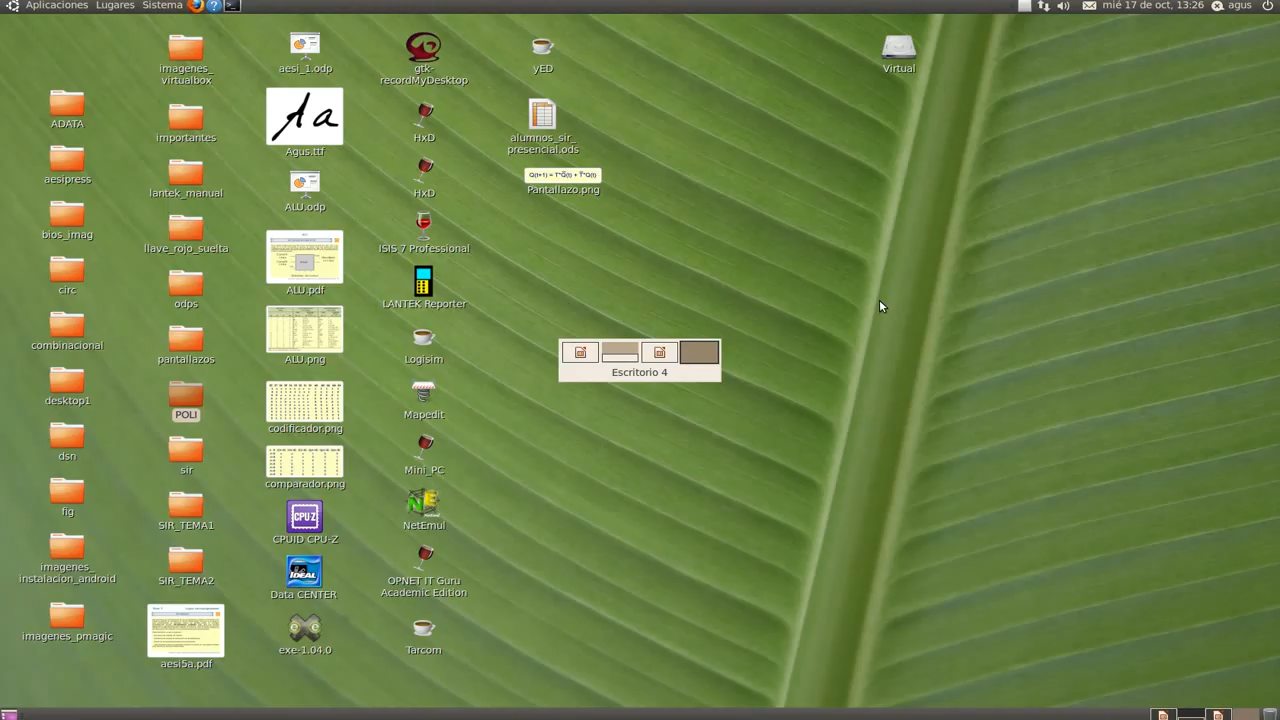 Aplicaciones Lugares Sistema
mié 17 de oct, 13:26 agus
ADATA
aesipress
bios_imag
circ
combinacional
desktop1
dsn
fig
imagenes_
instalacion_android
imagenes_pmagic
imagenes_
virtualbox
importantes
lantek_manual
llave_rojo_suelta
odps
pantallazos
POLI
sir
SIR_TEMA1
SIR_TEMA2
aesi5a.pdf
aesi_1.odp
Aa
Agus.ttf
ALU.odp
ALU.pdf
ALU.png
codificador.png
comparador.png
CPU-Z
CPUID CPU-Z
IDEAL
Data CENTER
exe-1.04.0
gtk-
recordMyDesktop
HxD
HxD
ISIS 7 Professional
LANTEK Reporter
Logisim
Mapedit
Mini_PC
NetEmul
OPNET IT Guru
Academic Edition
Tarcom
yED
alumnos_sir_
presencial.ods
Pantallazo.png
Virtual
Escritorio 4